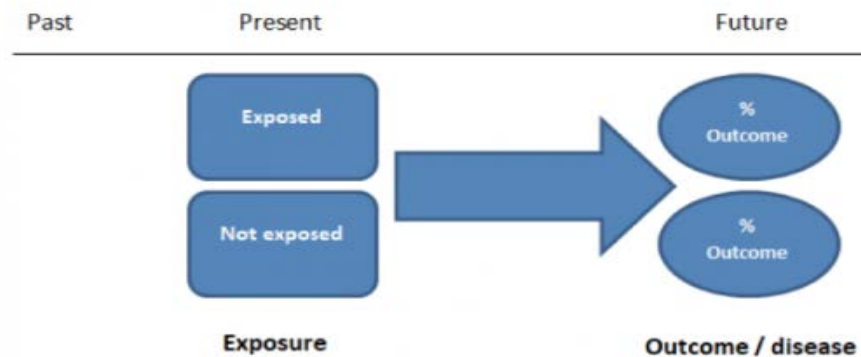 Past Present Future
Exposed
%
Outcome
Not exposed
%
Outcome
Exposure Outcome / disease